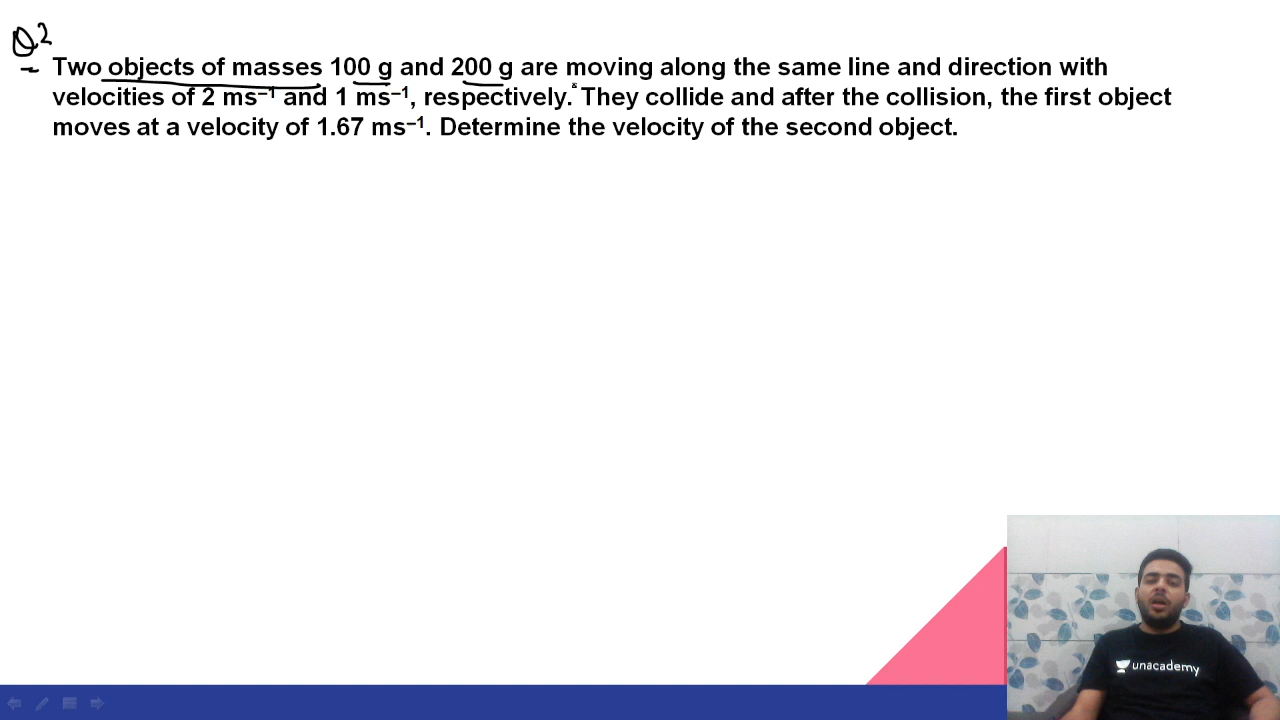 Q2
Two objects of masses 100 g and 200 g are moving along the same line and direction with
velocities of 2 ms⁻¹ and 1 ms⁻¹, respectively. They collide and after the collision, the first object
moves at a velocity of 1.67 ms⁻¹. Determine the velocity of the second object.
unacademy